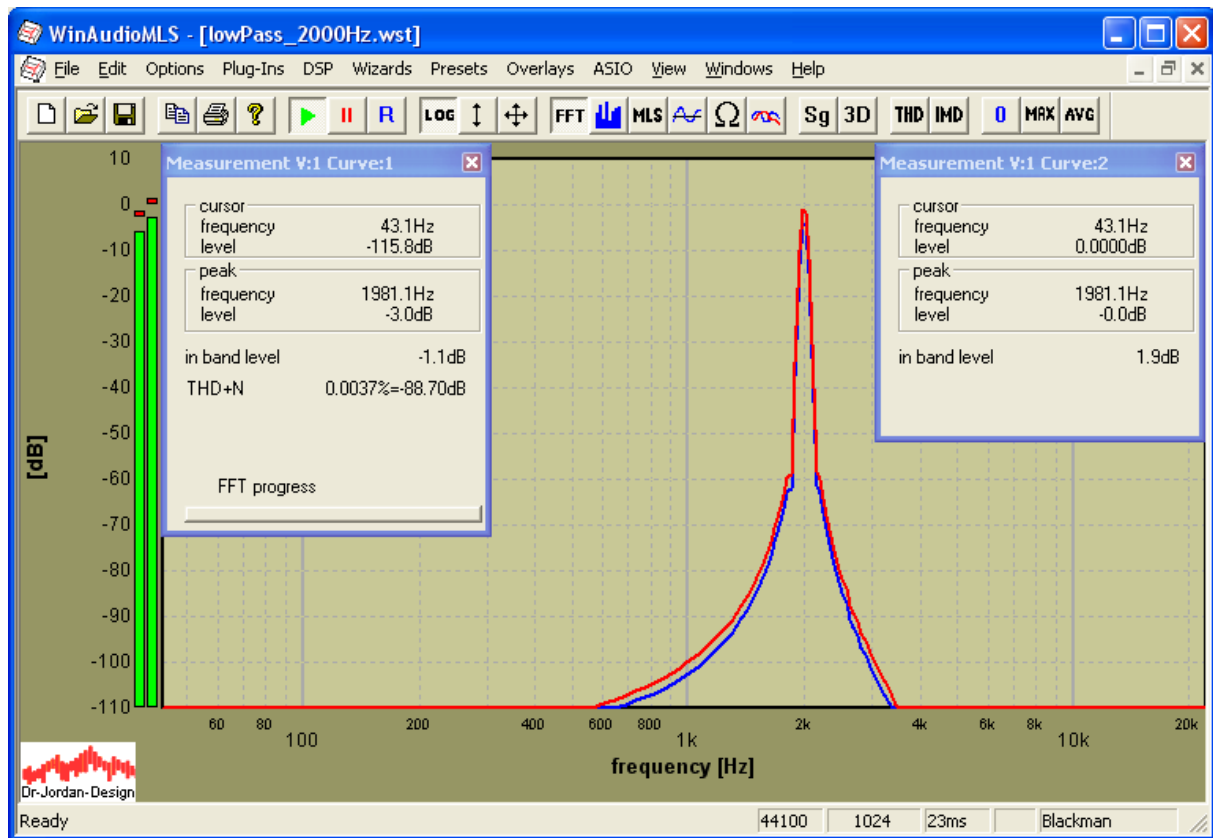 WinAudioMLS - [lowPass_2000Hz.wst]
File Edit Options Plug-Ins DSP Wizards Presets Overlays ASIO View Windows Help
R LOG FFT MLS Ω Sg 3D THD IMD 0 MAX AVG
Measurement V:1 Curve:1
cursor
frequency 43.1Hz
level -115.8dB
peak
frequency 1981.1Hz
level -3.0dB
in band level -1.1dB
THD+N 0.0037%=-88.70dB
FFT progress
Measurement V:1 Curve:2
cursor
frequency 43.1Hz
level 0.0000dB
peak
frequency 1981.1Hz
level -0.0dB
in band level 1.9dB
10
0
-10
-20
-30
-40
-50
-60
-70
-80
-90
-100
-110
[dB]
60 80 100 200 400 600 800 1k 2k 4k 6k 8k 10k 20k
frequency [Hz]
Dr-Jordan-Design
Ready 44100 1024 23ms Blackman